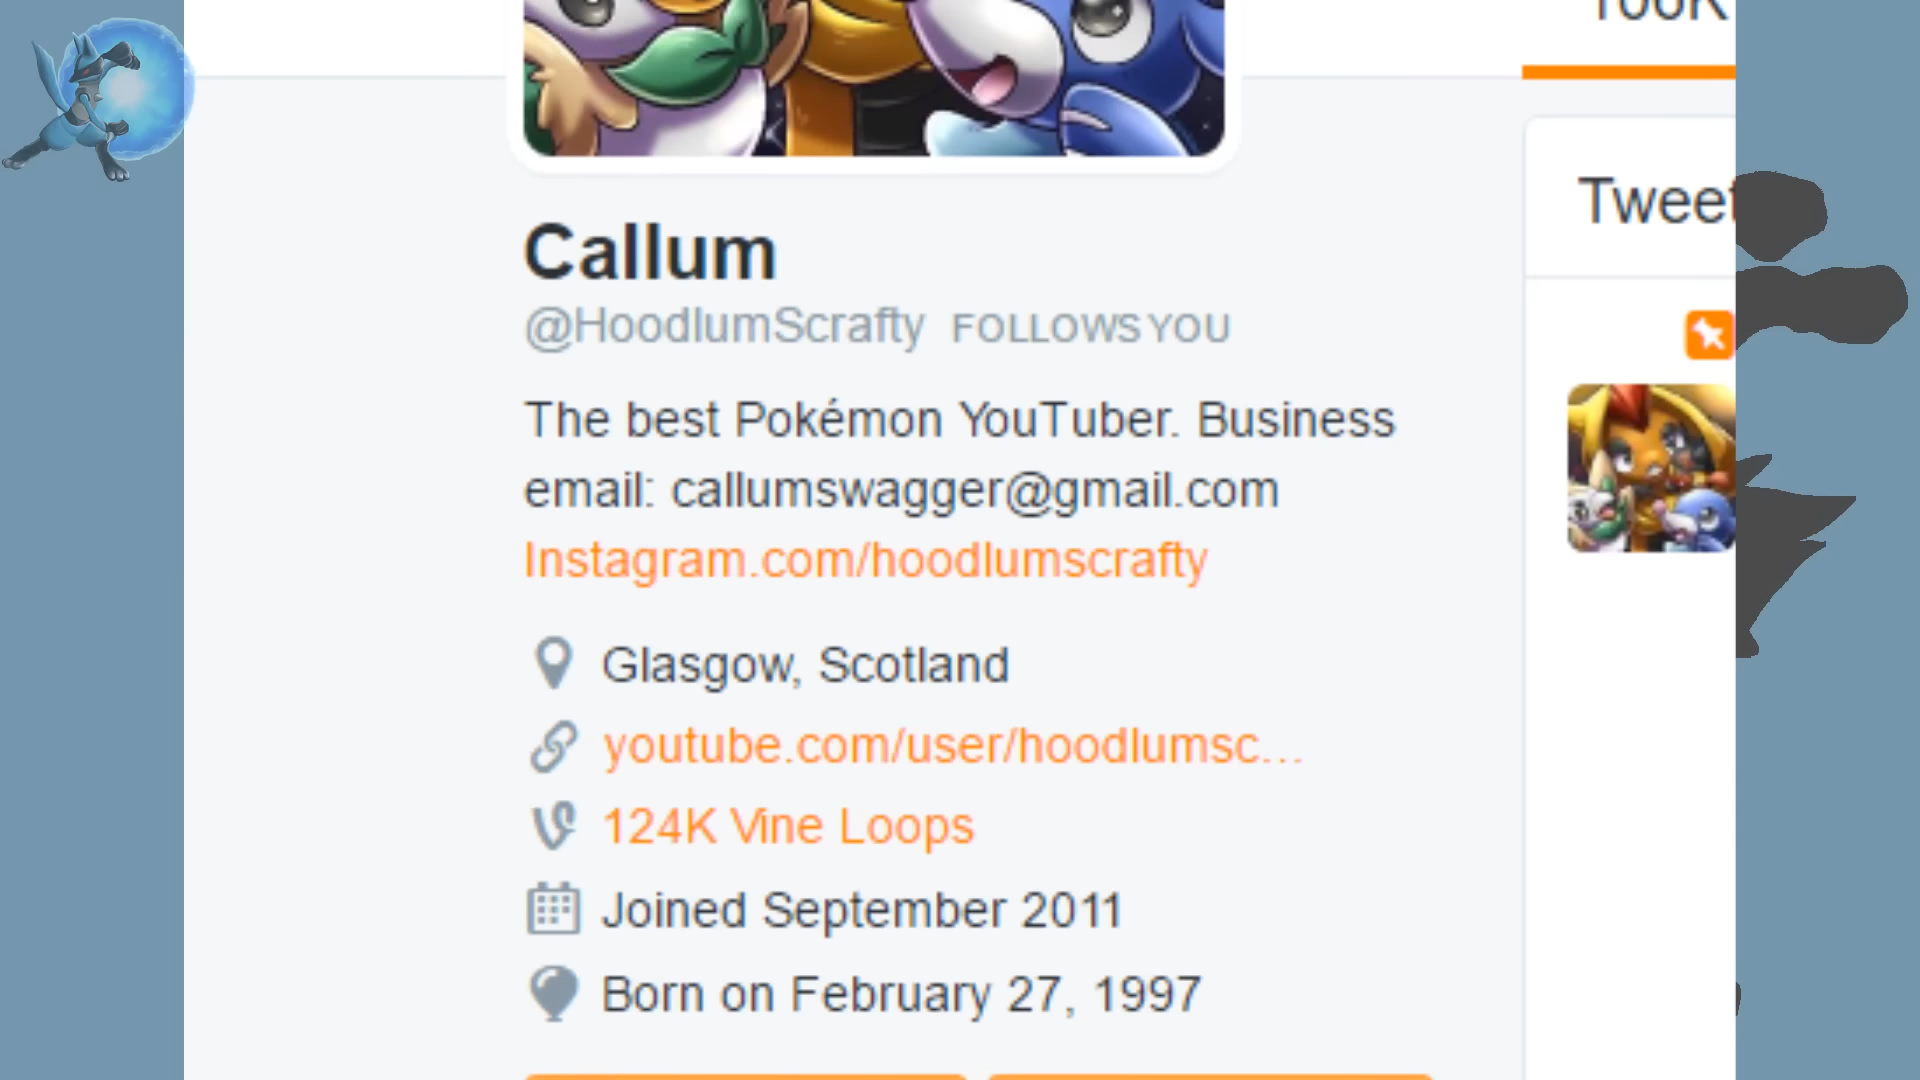 Callum
@HoodlumScrafty FOLLOWS YOU
The best Pokémon YouTuber. Business
email: callumswagger@gmail.com
Instagram.com/hoodlumscrafty
Glasgow, Scotland
youtube.com/user/hoodlumsc...
124K Vine Loops
Joined September 2011
Born on February 27, 1997
Tweet